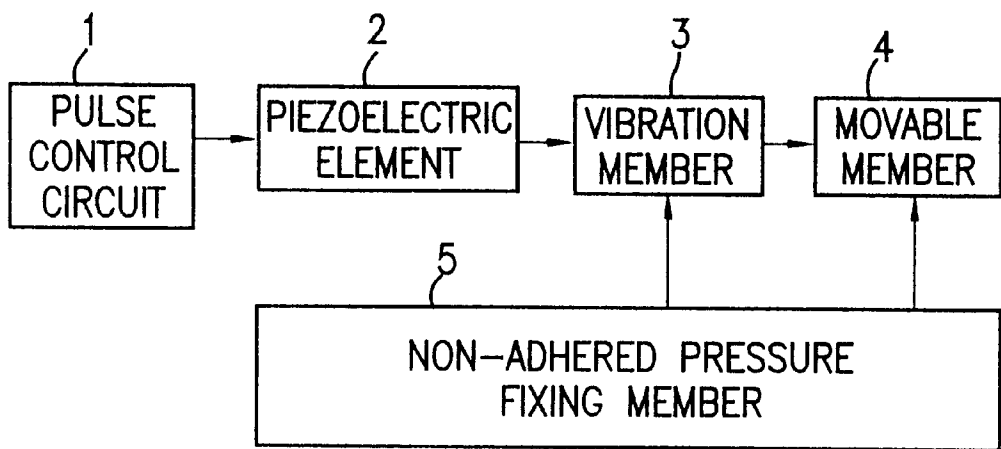 1
PULSE
CONTROL
CIRCUIT
2
PIEZOELECTRIC
ELEMENT
3
VIBRATION
MEMBER
4
MOVABLE
MEMBER
5
NON-ADHERED PRESSURE
FIXING MEMBER